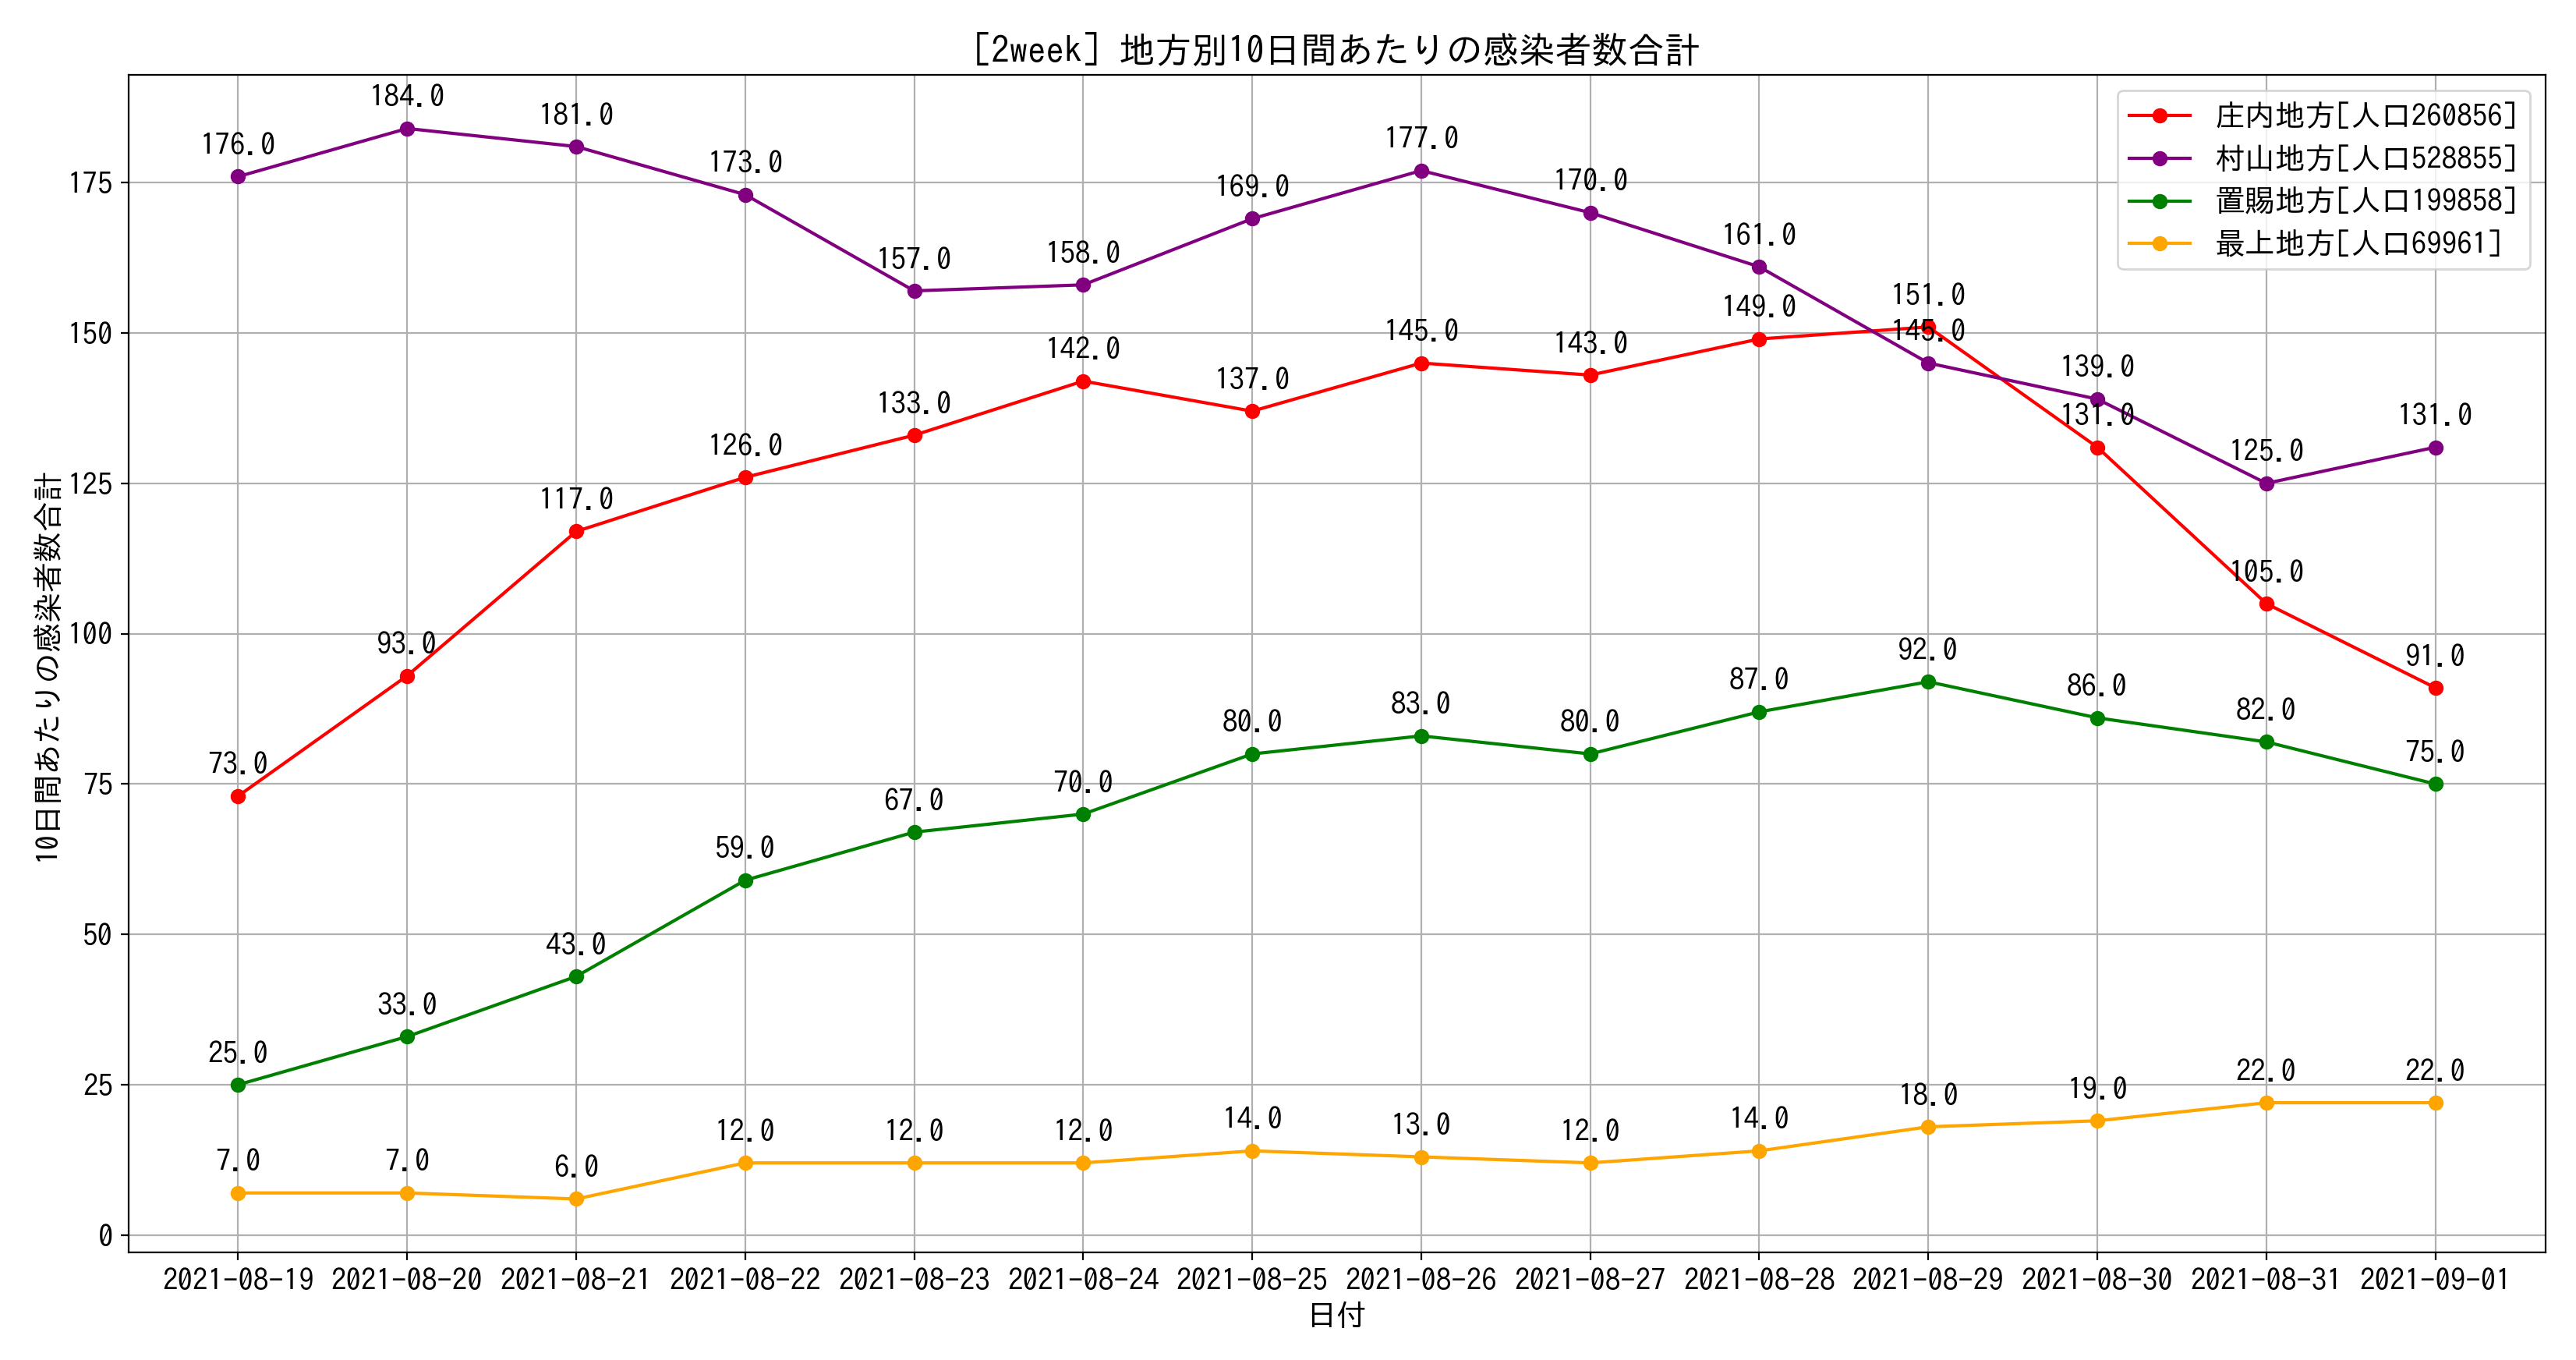 [2week] 地方別10日間あたりの感染者数合計
庄内地方[人口260856]
村山地方[人口528855]
置賜地方[人口199858]
最上地方[人口69961]
176.0 184.0 181.0 173.0 157.0 158.0 169.0 177.0 170.0 161.0 145.0 139.0 125.0 131.0
73.0 93.0 117.0 126.0 133.0 142.0 137.0 145.0 143.0 149.0 151.0 131.0 105.0 91.0
25.0 33.0 43.0 59.0 67.0 70.0 80.0 83.0 80.0 87.0 92.0 86.0 82.0 75.0
7.0 7.0 6.0 12.0 12.0 12.0 14.0 13.0 12.0 14.0 18.0 19.0 22.0 22.0
175
150
125
100
75
50
25
0
10日間あたりの感染者数合計
2021-08-19 2021-08-20 2021-08-21 2021-08-22 2021-08-23 2021-08-24 2021-08-25 2021-08-26 2021-08-27 2021-08-28 2021-08-29 2021-08-30 2021-08-31 2021-09-01
日付